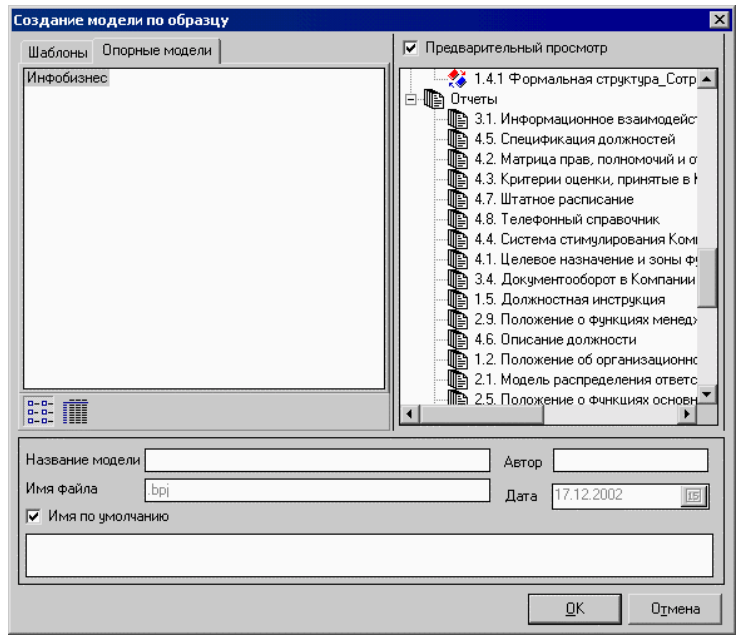 Создание модели по образцу
Шаблоны Опорные модели
Инфобизнес
Предварительный просмотр
1.4.1 Формальная структура_Сотр
Отчеты
3.1. Информационное взаимодейс
4.5. Спецификация должностей
4.2. Матрица прав, полномочий и о
4.3. Критерии оценки, принятые в К
4.7. Штатное расписание
4.8. Телефонный справочник
4.4. Система стимулирования Ком
4.1. Целевое назначение и зоны ф
3.4. Документооборот в Компании
1.5. Должностная инструкция
2.9. Положение о функциях менед
4.6. Описание должности
1.2. Положение об организационно
2.1. Модель распределения ответс
2.5. Положение о функциях основн
Название модели
Автор
Имя файла .bpj
Дата 17.12.2002 15
Имя по умолчанию
OK Отмена